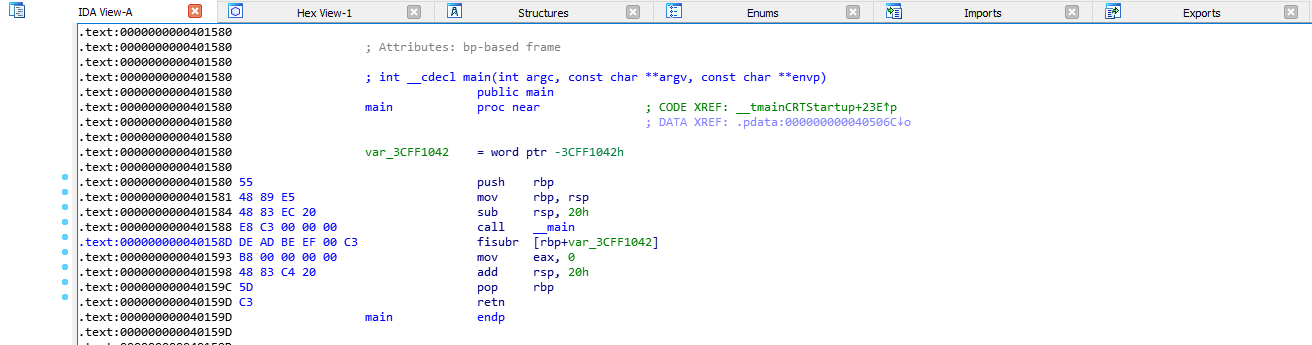 IDA View-A Hex View-1 Structures Enums Imports Exports
.text:0000000000401580
.text:0000000000401580 ; Attributes: bp-based frame
.text:0000000000401580
.text:0000000000401580 ; int __cdecl main(int argc, const char **argv, const char **envp)
.text:0000000000401580 public main
.text:0000000000401580 main proc near ; CODE XREF: __tmainCRTStartup+23E↑p
.text:0000000000401580 ; DATA XREF: .pdata:000000000040506C↓o
.text:0000000000401580
.text:0000000000401580 var_3CFF1042 = word ptr -3CFF1042h
.text:0000000000401580
.text:0000000000401580 55 push rbp
.text:0000000000401581 48 89 E5 mov rbp, rsp
.text:0000000000401584 48 83 EC 20 sub rsp, 20h
.text:0000000000401588 E8 C3 00 00 00 call __main
.text:000000000040158D DE AD BE EF 00 C3 fisubr [rbp+var_3CFF1042]
.text:0000000000401593 B8 00 00 00 00 mov eax, 0
.text:0000000000401598 48 83 C4 20 add rsp, 20h
.text:000000000040159C 5D pop rbp
.text:000000000040159D C3 retn
.text:000000000040159D main endp
.text:000000000040159D